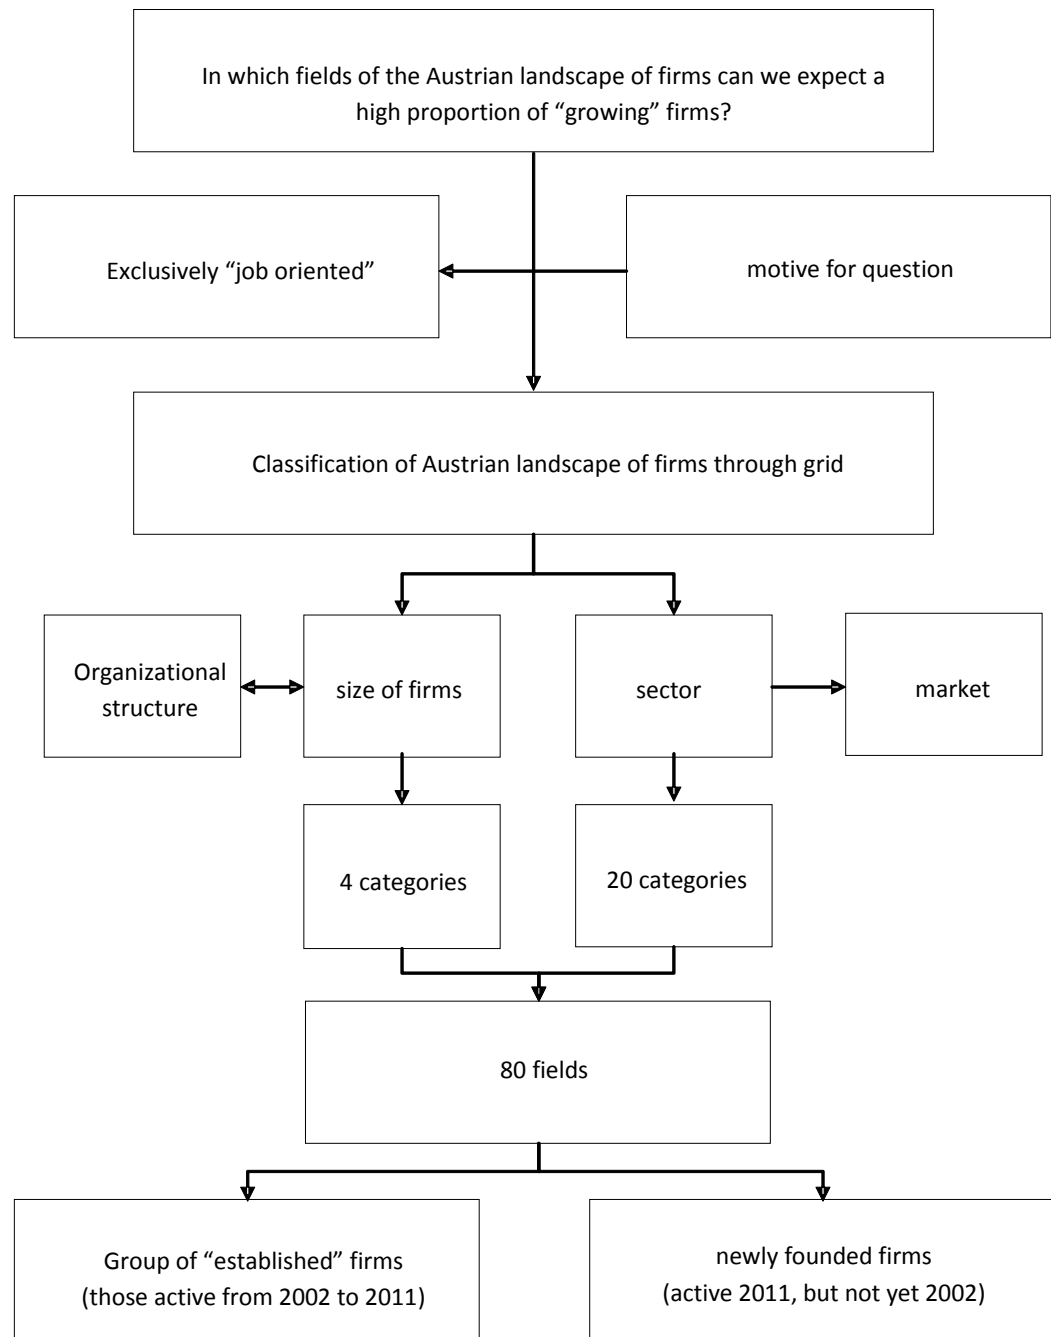 In which fields of the Austrian landscape of firms can we expect a
high proportion of “growing” firms?
Exclusively “job oriented”
motive for question
Classification of Austrian landscape of firms through grid
Organizational
structure
size of firms
sector
market
4 categories
20 categories
80 fields
Group of “established” firms
(those active from 2002 to 2011)
newly founded firms
(active 2011, but not yet 2002)